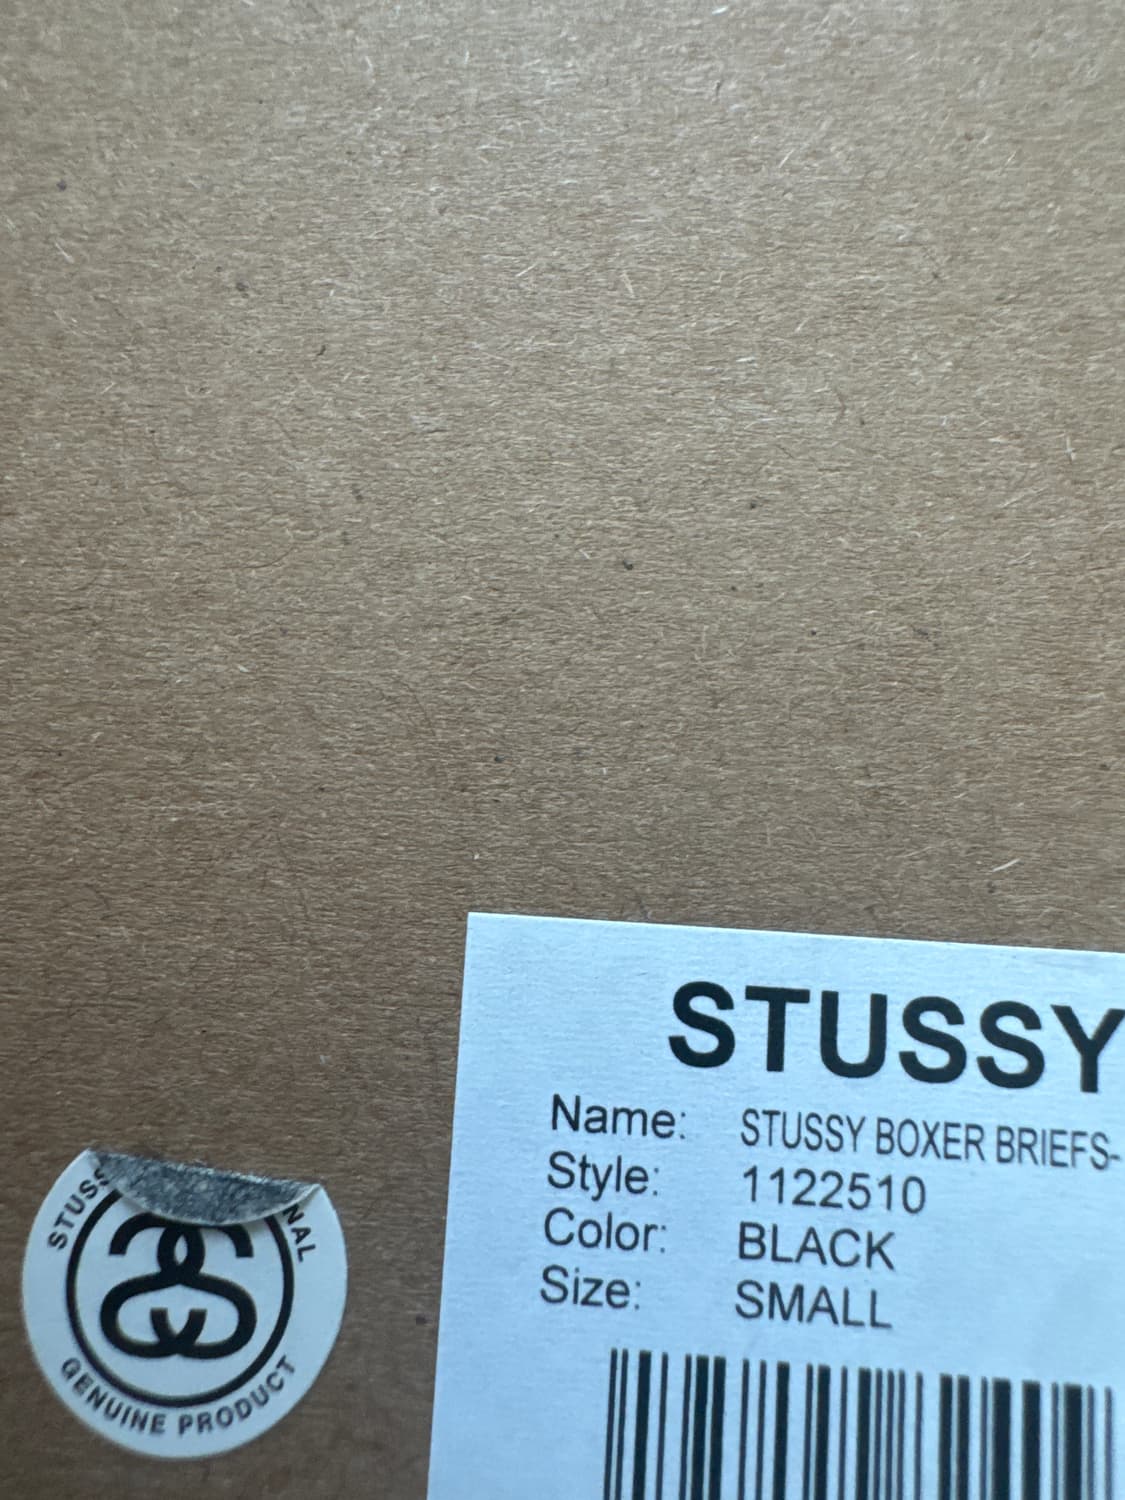 STUSSY
Name: STUSSY BOXER BRIEFS-
Style: 1122510
Color: BLACK
Size: SMALL
GENUINE PRODUCT